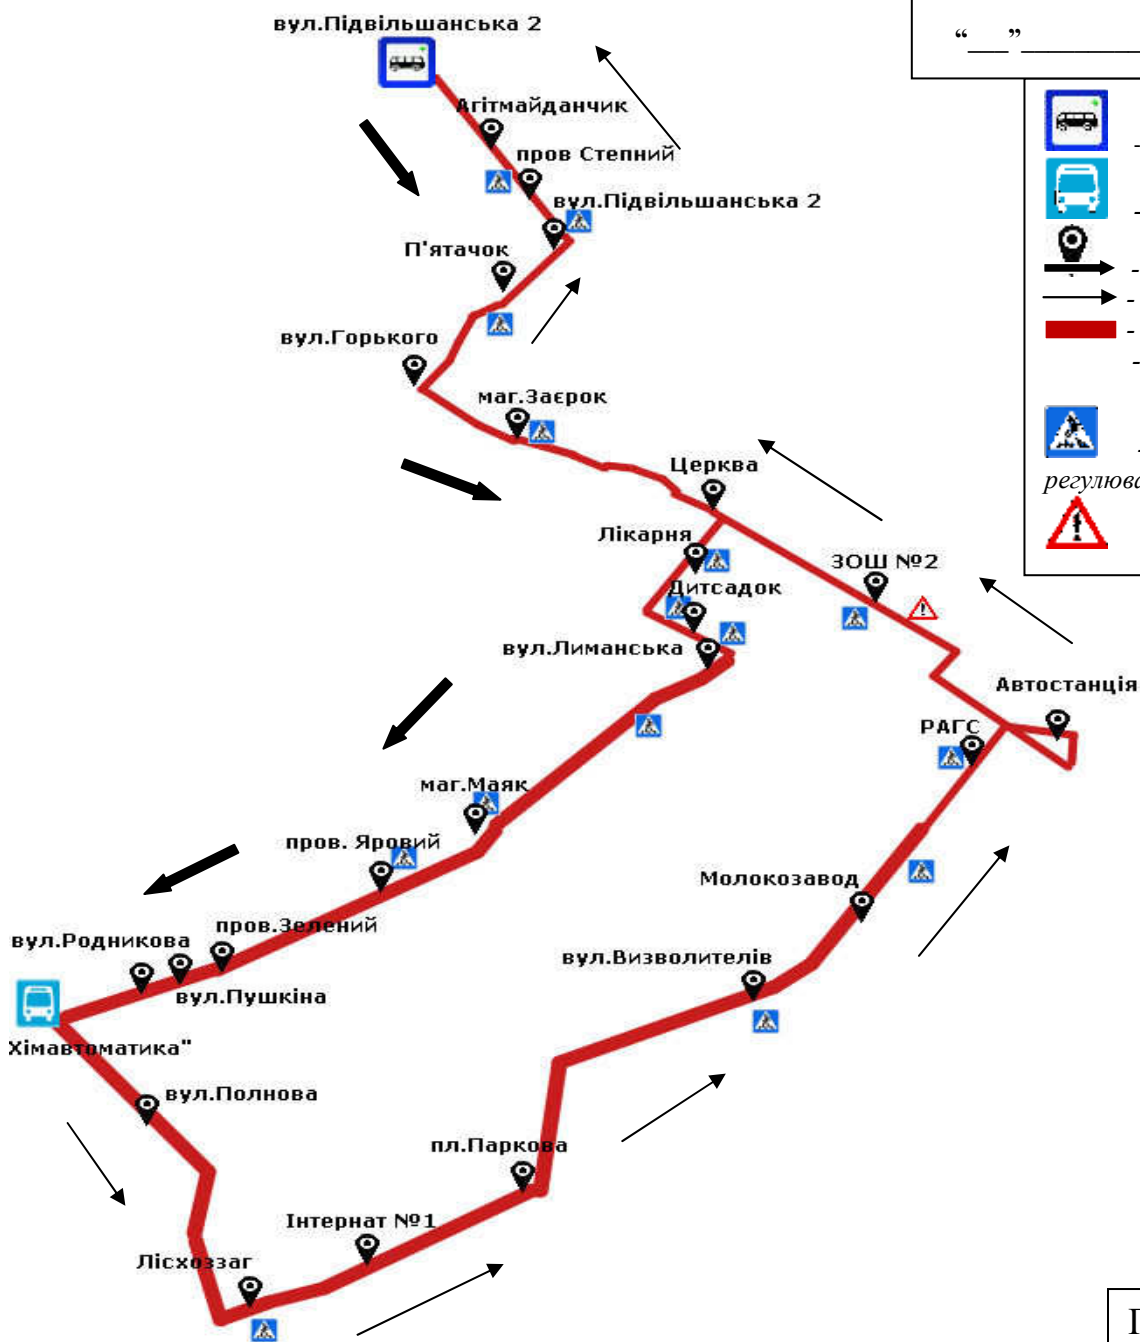 вул.Підвільшанська 2
“___”
Агітмайданчик
пров Степний
вул.Підвільшанська 2
П'ятачок
вул.Горького
маг.Заєрок
Церква
Лікарня
ЗОШ №2
Дитсадок
вул.Лиманська
Автостанція
РАГС
маг.Маяк
пров. Яровий
Молокозавод
пров.Зелений
вул.Родникова
вул.Визволителів
вул.Пушкіна
Хімавтоматика"
вул.Полнова
пл.Паркова
Інтернат №1
Лісхоззаг
-
-
-
-
-
-